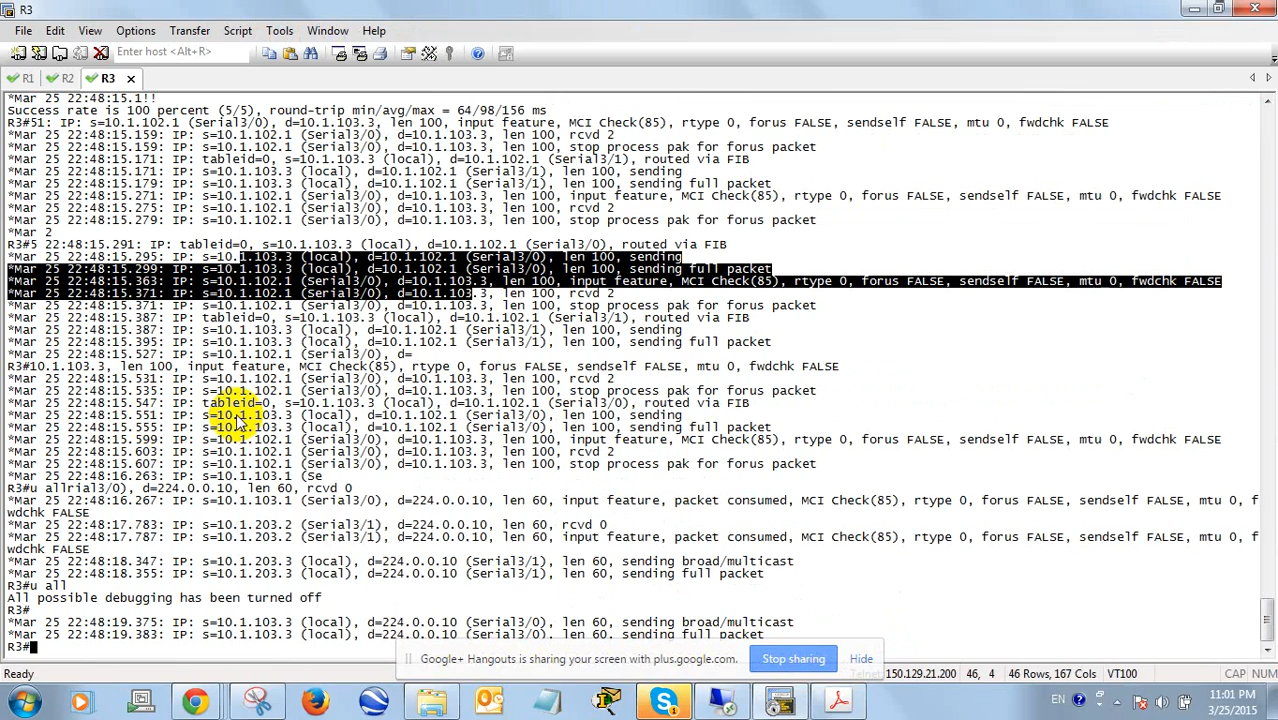 R3
File Edit View Options Transfer Script Tools Window Help
Enter host <Alt+R>
R1 R2 R3
*Mar 25 22:48:15.1!!
Success rate is 100 percent (5/5), round-trip min/avg/max = 64/98/156 ms
R3#51: IP: s=10.1.102.1 (Serial3/0), d=10.1.103.3, len 100, input feature, MCI Check(85), rtype 0, forus FALSE, sendself FALSE, mtu 0, fwdchk FALSE
*Mar 25 22:48:15.159: IP: s=10.1.102.1 (Serial3/0), d=10.1.103.3, len 100, rcvd 2
*Mar 25 22:48:15.159: IP: s=10.1.102.1 (Serial3/0), d=10.1.103.3, len 100, stop process pak for forus packet
*Mar 25 22:48:15.171: IP: tableid=0, s=10.1.103.3 (local), d=10.1.102.1 (Serial3/1), routed via FIB
*Mar 25 22:48:15.171: IP: s=10.1.103.3 (local), d=10.1.102.1 (Serial3/1), len 100, sending
*Mar 25 22:48:15.183: IP: s=10.1.103.3 (local), d=10.1.102.1 (Serial3/1), len 100, sending full packet
*Mar 25 22:48:15.271: IP: s=10.1.102.1 (Serial3/0), d=10.1.103.3, len 100, input feature, MCI Check(85), rtype 0, forus FALSE, sendself FALSE, mtu 0, fwdchk FALSE
*Mar 25 22:48:15.275: IP: s=10.1.102.1 (Serial3/0), d=10.1.103.3, len 100, rcvd 2
*Mar 25 22:48:15.279: IP: s=10.1.102.1 (Serial3/0), d=10.1.103.3, len 100, stop process pak for forus packet
*Mar 2
R3#5 22:48:15.291: IP: tableid=0, s=10.1.103.3 (local), d=10.1.102.1 (Serial3/0), routed via FIB
*Mar 25 22:48:15.295: IP: s=10.1.103.3 (local), d=10.1.102.1 (Serial3/0), len 100, sending
*Mar 25 22:48:15.299: IP: s=10.1.103.3 (local), d=10.1.102.1 (Serial3/0), len 100, sending full packet
*Mar 25 22:48:15.363: IP: s=10.1.102.1 (Serial3/0), d=10.1.103.3, len 100, input feature, MCI Check(85), rtype 0, forus FALSE, sendself FALSE, mtu 0, fwdchk FALSE
*Mar 25 22:48:15.371: IP: s=10.1.102.1 (Serial3/0), d=10.1.103.3, len 100, rcvd 2
*Mar 25 22:48:15.371: IP: s=10.1.102.1 (Serial3/0), d=10.1.103.3, len 100, stop process pak for forus packet
*Mar 25 22:48:15.387: IP: tableid=0, s=10.1.103.3 (local), d=10.1.102.1 (Serial3/1), routed via FIB
*Mar 25 22:48:15.387: IP: s=10.1.103.3 (local), d=10.1.102.1 (Serial3/1), len 100, sending
*Mar 25 22:48:15.395: IP: s=10.1.103.3 (local), d=10.1.102.1 (Serial3/1), len 100, sending full packet
*Mar 25 22:48:15.527: IP: s=10.1.102.1 (Serial3/0), d=
R3#10.1.103.3, len 100, input feature, MCI Check(85), rtype 0, forus FALSE, sendself FALSE, mtu 0, fwdchk FALSE
*Mar 25 22:48:15.531: IP: s=10.1.102.1 (Serial3/0), d=10.1.103.3, len 100, rcvd 2
*Mar 25 22:48:15.535: IP: s=10.1.102.1 (Serial3/0), d=10.1.103.3, len 100, stop process pak for forus packet
*Mar 25 22:48:15.547: IP: tableid=0, s=10.1.103.3 (local), d=10.1.102.1 (Serial3/0), routed via FIB
*Mar 25 22:48:15.551: IP: s=10.1.103.3 (local), d=10.1.102.1 (Serial3/0), len 100, sending
*Mar 25 22:48:15.555: IP: s=10.1.103.3 (local), d=10.1.102.1 (Serial3/0), len 100, sending full packet
*Mar 25 22:48:15.599: IP: s=10.1.102.1 (Serial3/0), d=10.1.103.3, len 100, input feature, MCI Check(85), rtype 0, forus FALSE, sendself FALSE, mtu 0, fwdchk FALSE
*Mar 25 22:48:15.603: IP: s=10.1.102.1 (Serial3/0), d=10.1.103.3, len 100, rcvd 2
*Mar 25 22:48:15.607: IP: s=10.1.102.1 (Serial3/0), d=10.1.103.3, len 100, stop process pak for forus packet
*Mar 25 22:48:16.263: IP: s=10.1.103.1 (Se
R3#u allrial3/0), d=224.0.0.10, len 60, rcvd 0
*Mar 25 22:48:16.267: IP: s=10.1.103.1 (Serial3/0), d=224.0.0.10, len 60, input feature, packet consumed, MCI Check(85), rtype 0, forus FALSE, sendself FALSE, mtu 0, f
wdchk FALSE
*Mar 25 22:48:17.783: IP: s=10.1.203.2 (Serial3/1), d=224.0.0.10, len 60, rcvd 0
*Mar 25 22:48:17.787: IP: s=10.1.203.2 (Serial3/1), d=224.0.0.10, len 60, input feature, packet consumed, MCI Check(85), rtype 0, forus FALSE, sendself FALSE, mtu 0, f
wdchk FALSE
*Mar 25 22:48:18.347: IP: s=10.1.203.3 (local), d=224.0.0.10 (Serial3/1), len 60, sending broad/multicast
*Mar 25 22:48:18.355: IP: s=10.1.203.3 (local), d=224.0.0.10 (Serial3/1), len 60, sending full packet
R3#u all
All possible debugging has been turned off
R3#
*Mar 25 22:48:19.375: IP: s=10.1.103.3 (local), d=224.0.0.10 (Serial3/0), len 60, sending broad/multicast
*Mar 25 22:48:19.383: IP: s=10.1.103.3 (local), d=224.0.0.10 (Serial3/0), len 60, sending full packet
R3#
Google+ Hangouts is sharing your screen with plus.google.com. Stop sharing Hide
Ready Telnet: 150.129.21.200 46, 4 46 Rows, 167 Cols VT100 CAP NUM
EN 11:01 PM
3/25/2015